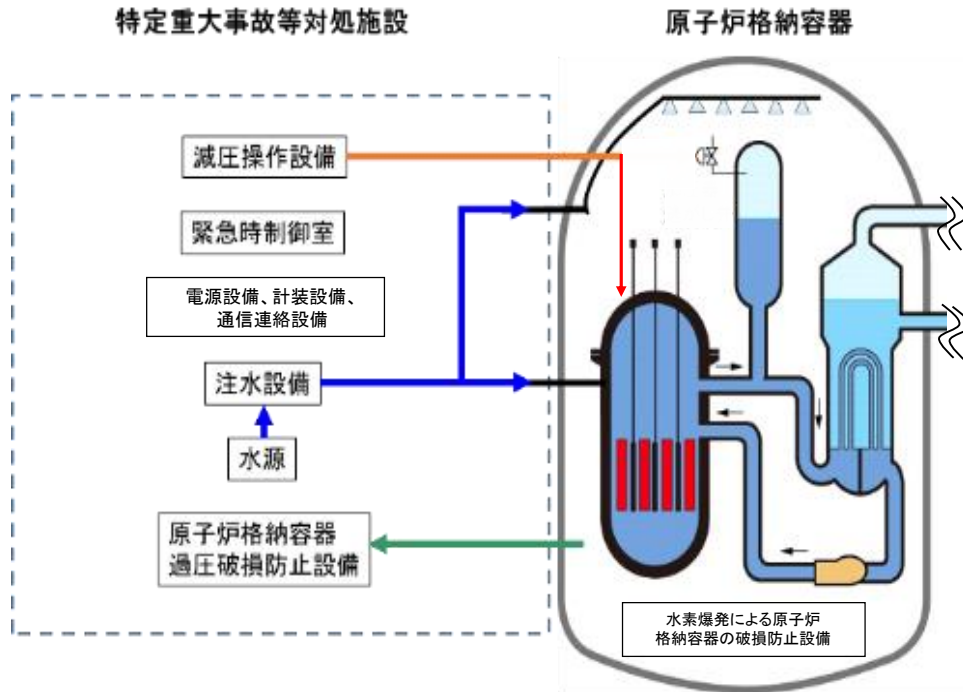 特定重大事故等対処施設
原子炉格納容器
減圧操作設備
緊急時制御室
電源設備、計装設備、
通信連絡設備
注水設備
水源
原子炉格納容器
過圧破損防止設備
水素爆発による原子炉
格納容器の破損防止設備